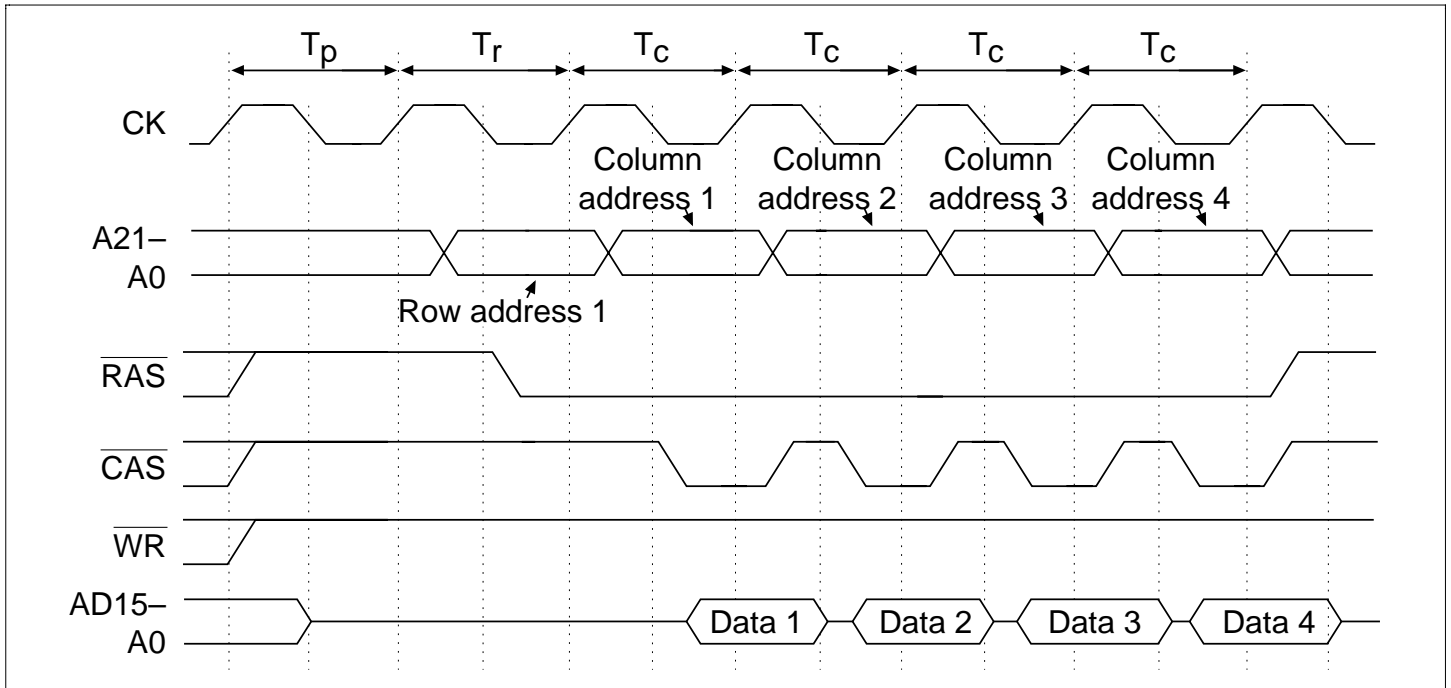 Tp Tr Tc Tc Tc Tc
CK
Column address 1
Column address 2
Column address 3
Column address 4
A21–
A0
Row address 1
RAS
CAS
WR
AD15–
A0
Data 1 Data 2 Data 3 Data 4